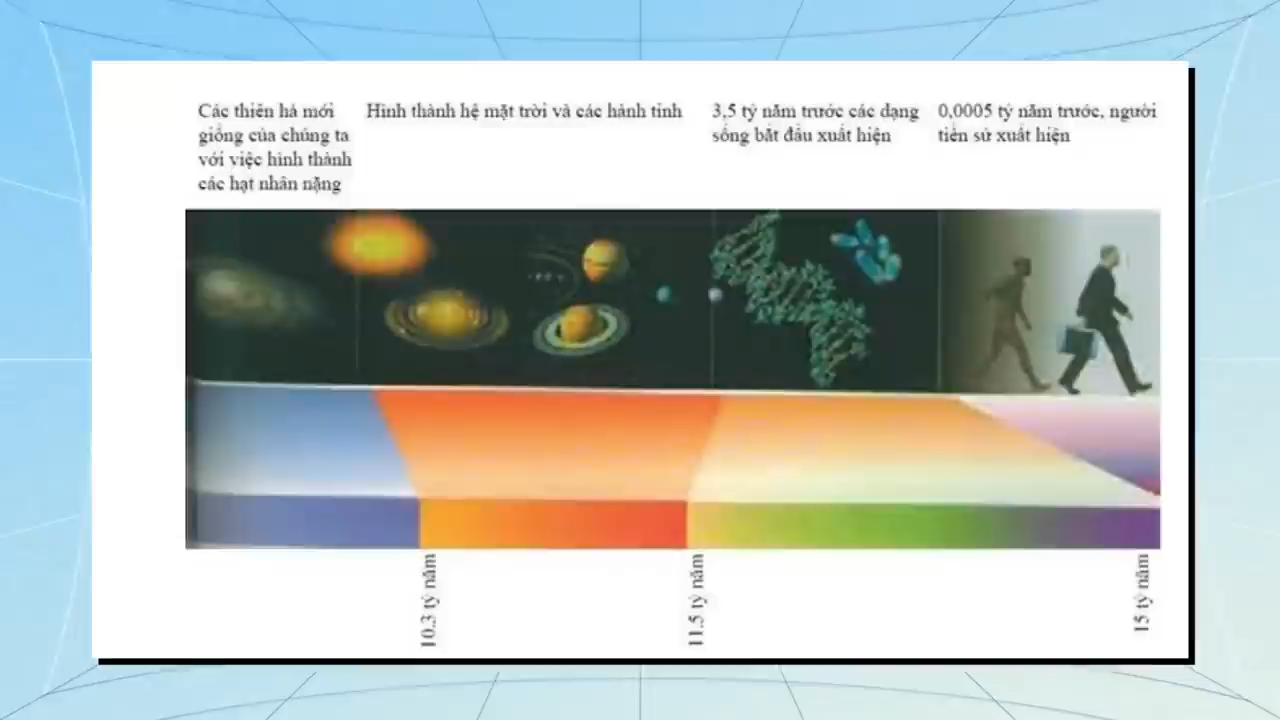 Các thiên hà mới
giống của chúng ta
với việc hình thành
các hạt nhân nặng
Hình thành hệ mặt trời và các hành tinh
3,5 tỷ năm trước các dạng
sống bắt đầu xuất hiện
0,0005 tỷ năm trước, người
tiền sử xuất hiện
10.3 tỷ năm
11.5 tỷ năm
15 tỷ năm